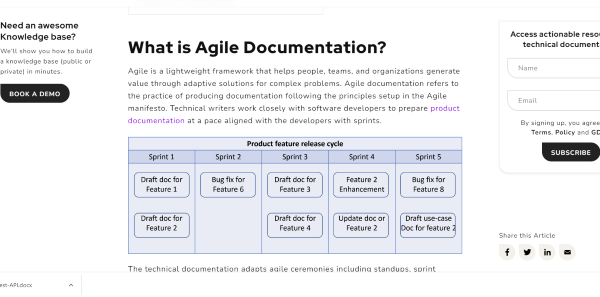 Need an awesome
Knowledge base?
We'll show you how to build
a knowledge base (public or
private) in minutes.
BOOK A DEMO
What is Agile Documentation?
Agile is a lightweight framework that helps people, teams, and organizations generate
value through adaptive solutions for complex problems. Agile documentation refers to
the practice of producing documentation following the principles setup in the Agile
manifesto. Technical writers work closely with software developers to prepare product
documentation at a pace aligned with the developers with sprints.
Product feature release cycle
Sprint 1 Sprint 2 Sprint 3 Sprint 4 Sprint 5
Draft doc for Bug fix for Draft doc for Feature 2 Bug fix for
Feature 1 Feature 6 Feature 3 Enhancement Feature 8
Draft doc for Draft doc for Update doc or Draft use-case
Feature 2 Feature 4 Feature 2 Doc for feature 2
The technical documentation adapts agile ceremonies including standups, sprint
Access actionable
technical document
Name
Email
By signing up, you agree
Terms, Policy and GD
SUBSCRIBE
Share this Article
est-API.docx